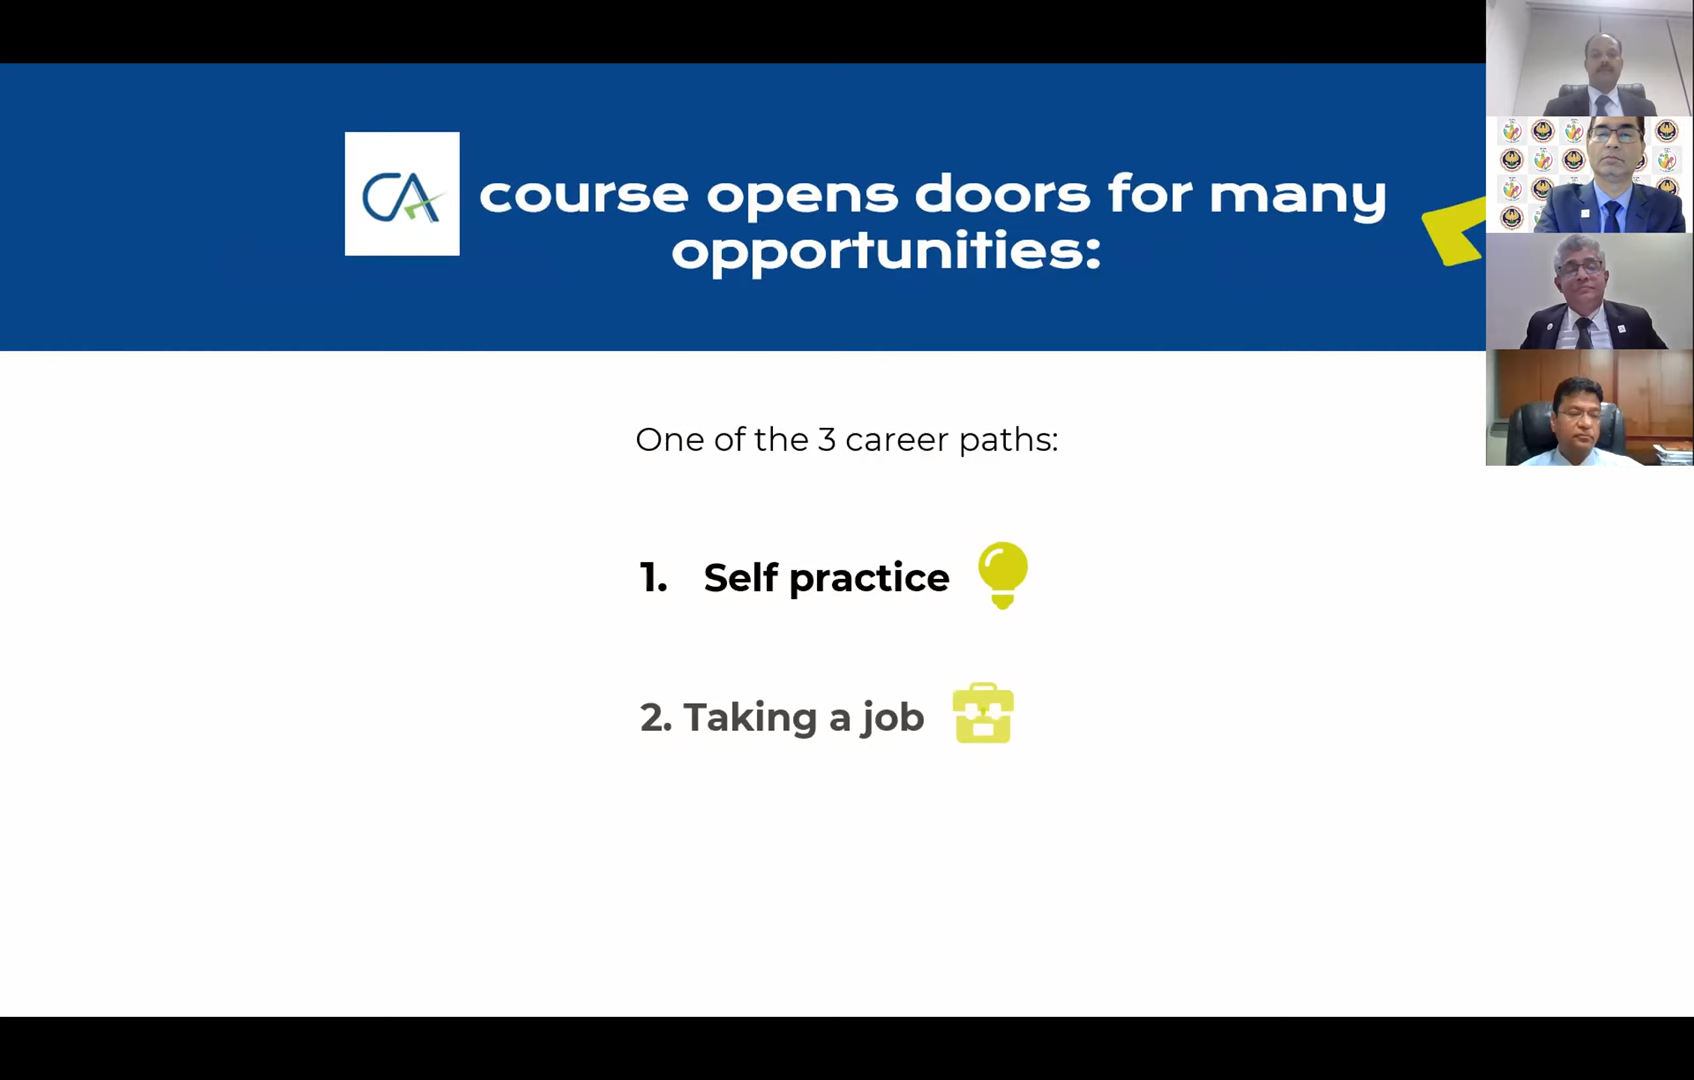 CA
course opens doors for many
opportunities:
One of the 3 career paths:
1. Self practice
2. Taking a job